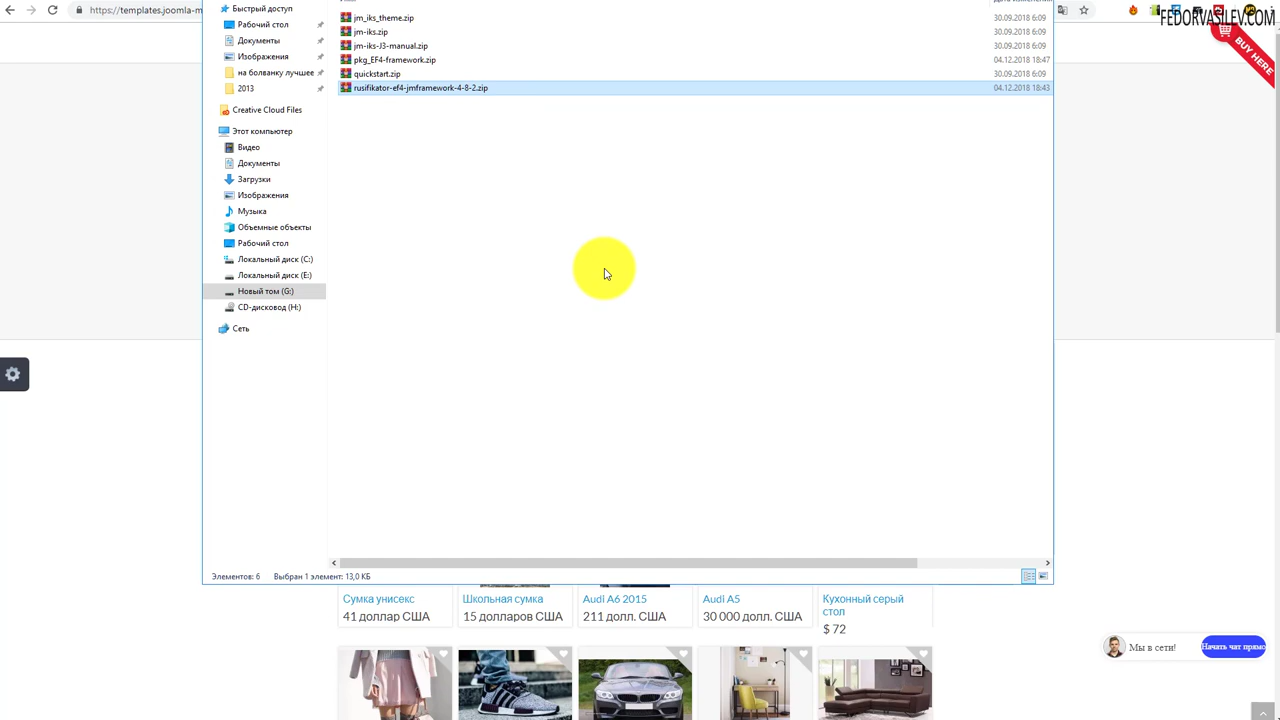 https://templates.joomla-m
FEDORVASILEV.COM
BUY HERE
Быстрый доступ
Рабочий стол
Документы
Изображения
на болванку лучшее
2013
Creative Cloud Files
Этот компьютер
Видео
Документы
Загрузки
Изображения
Музыка
Объемные объекты
Рабочий стол
Локальный диск (C:)
Локальный диск (E:)
Новый том (G:)
CD-дисковод (H:)
Сеть
jm_iks_theme.zip 30.09.2018 6:09
jm-iks.zip 30.09.2018 6:09
jm-iks-J3-manual.zip 30.09.2018 6:09
pkg_EF4-framework.zip 04.12.2018 18:47
quickstart.zip 30.09.2018 6:09
rusifikator-ef4-jmframework-4-8-2.zip 04.12.2018 18:43
Элементов: 6 Выбран 1 элемент: 13,0 КБ
Сумка унисекс
41 доллар США
Школьная сумка
15 долларов США
Audi A6 2015
211 долл. США
Audi A5
30 000 долл. США
Кухонный серый
стол
$ 72
Мы в сети!
Начать чат прямо